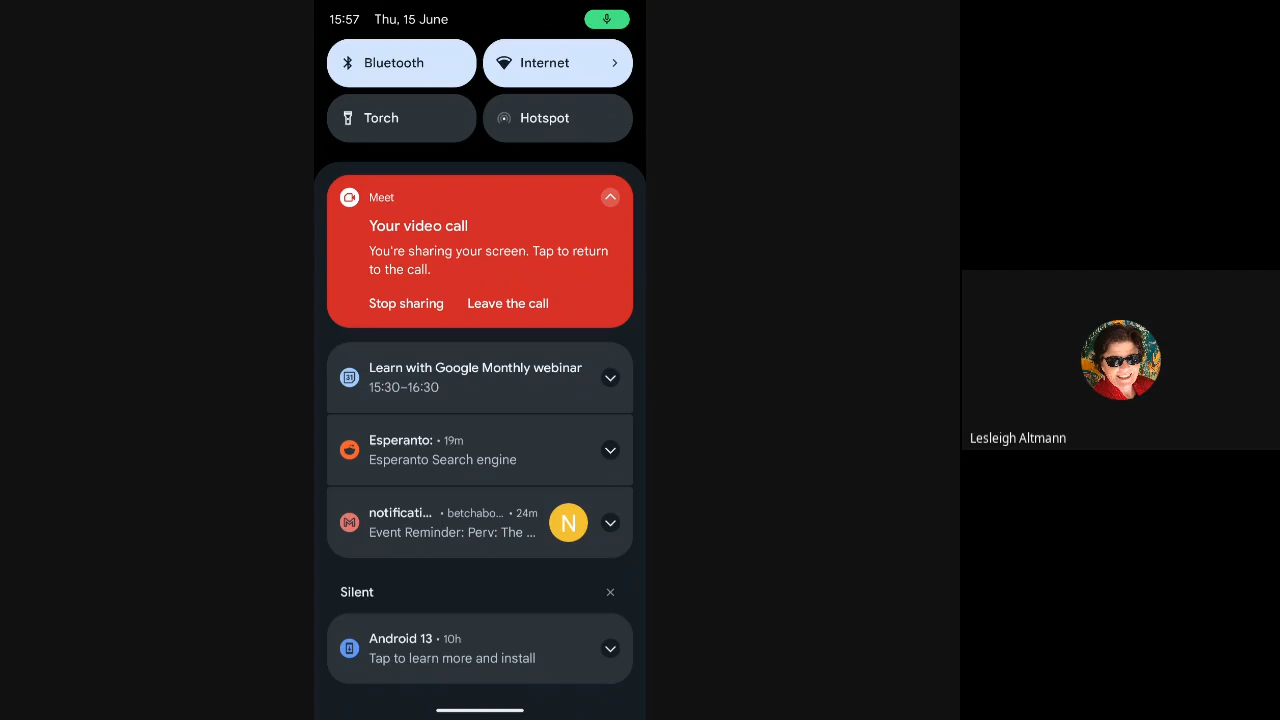 15:57 Thu, 15 June
Bluetooth Internet
Torch Hotspot
Meet
Your video call
You're sharing your screen. Tap to return
to the call.
Stop sharing Leave the call
31
Learn with Google Monthly webinar
15:30–16:30
Esperanto: • 19m
Esperanto Search engine
notificati... • betchabo... • 24m
N
Event Reminder: Perv: The ...
Silent
Android 13 • 10h
Tap to learn more and install
Lesleigh Altmann